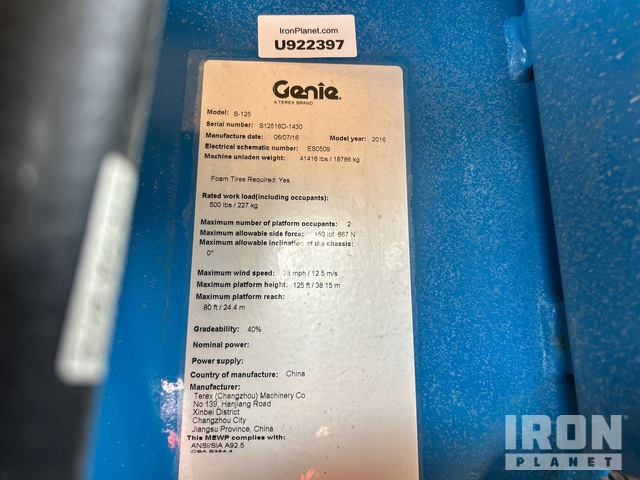 IronPlanet.com
U922397
Genie
A TEREX BRAND
Model: S-125
Serial number: S12516D-1430
Manufacture date: 06/07/16 Model year: 2016
Electrical schematic number: ES0509
Machine unladen weight: 41416 lbs / 18786 kg
Foam Tires Required: Yes
Rated work load(including occupants):
500 lbs / 227 kg
Maximum number of platform occupants: 2
Maximum allowable side force: 150 lbf 667 N
Maximum allowable inclination of the chassis:
0°
Maximum wind speed: 28 mph / 12.5 m/s
Maximum platform height: 125 ft / 38.15 m
Maximum platform reach:
80 ft / 24.4 m
Gradeability: 40%
Nominal power:
Power supply:
Country of manufacture: China
Manufacturer:
Terex (Changzhou) Machinery Co
No 139, Hanjiang Road
Xinbei District
Changzhou City
Jiangsu Province, China
This MEWP complies with:
ANSI/SIA A92.5
CSA B354.4
IRON
PLANET